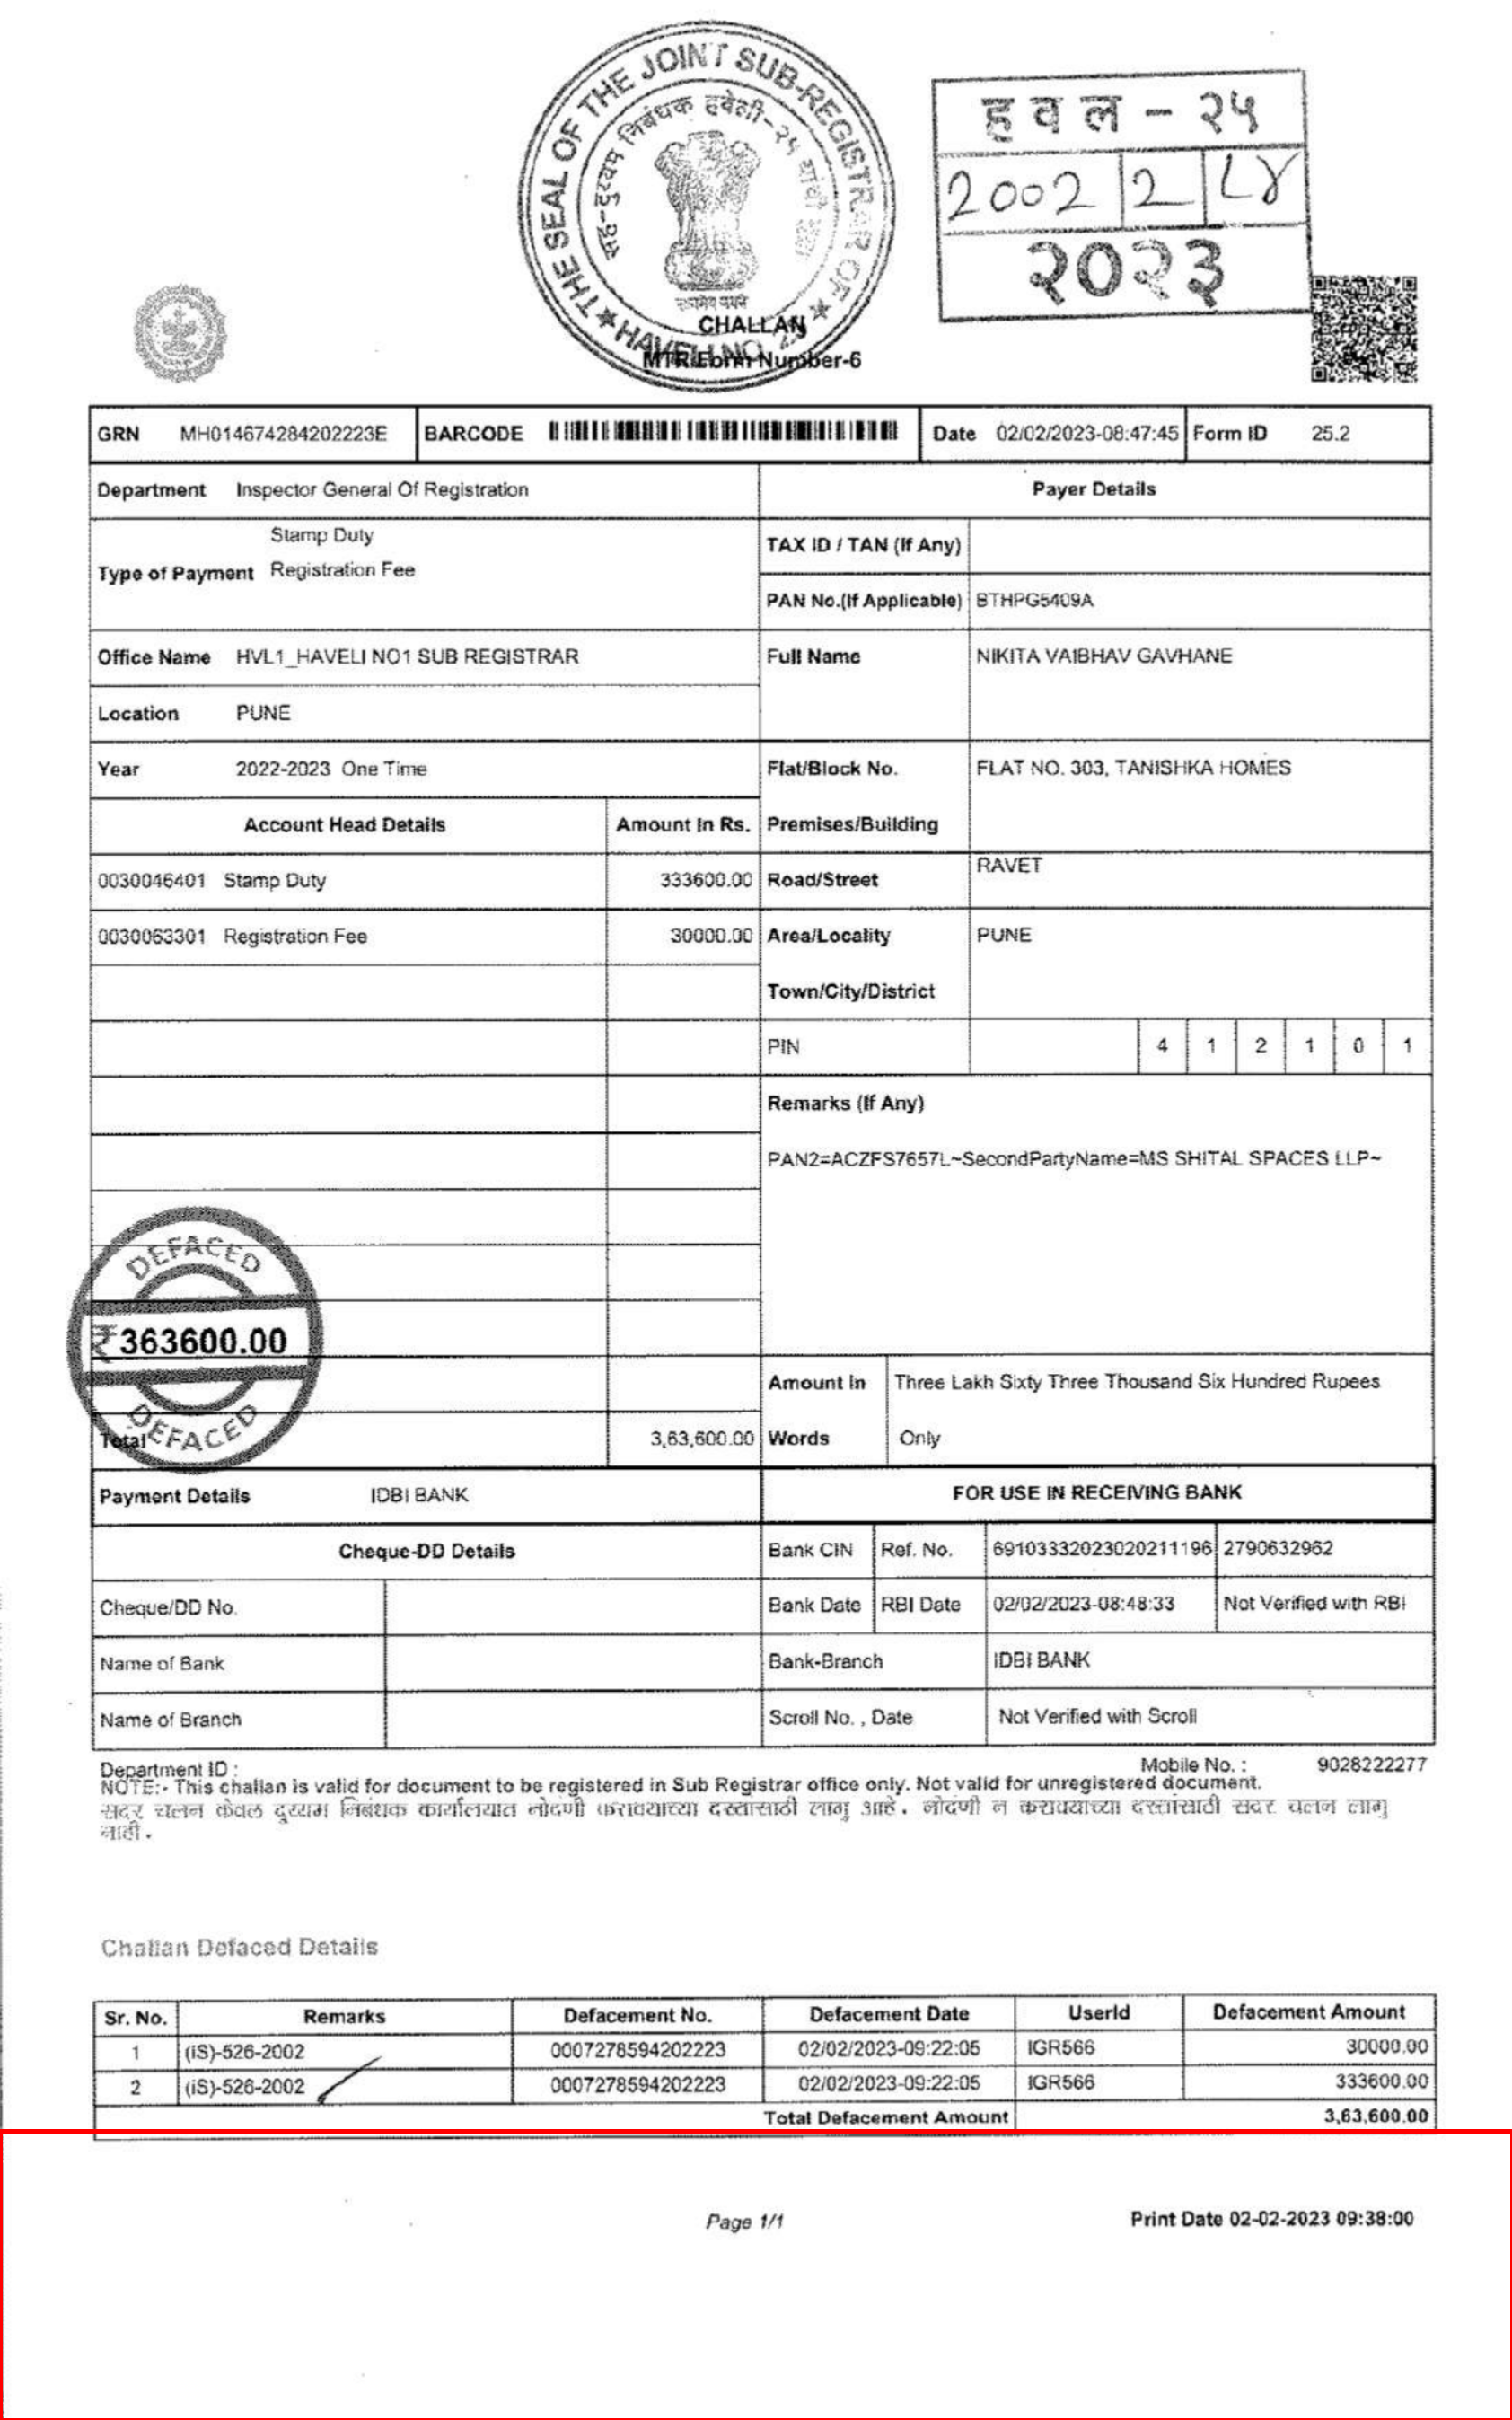 THE SEAL OF THE JOINT SUB-REGISTRAR OF
HAVELI NO. 25
सह-दुय्यम निबंधक हवेली-२५ यांची
हवल - २५
2002 2 ८४
२०२३
CHALLAN
MTR Form Number-6
GRN MH014674284202223E BARCODE Date 02/02/2023-08:47:45 Form ID 25.2
Department Inspector General Of Registration Payer Details
Stamp Duty
Type of Payment Registration Fee
TAX ID / TAN (If Any)
PAN No.(If Applicable) BTHPG5409A
Office Name HVL1_HAVELI NO1 SUB REGISTRAR Full Name NIKITA VAIBHAV GAVHANE
Location PUNE
Year 2022-2023 One Time Flat/Block No. FLAT NO. 303, TANISHKA HOMES
Account Head Details Amount In Rs. Premises/Building
0030046401 Stamp Duty 333600.00 Road/Street RAVET
0030063301 Registration Fee 30000.00 Area/Locality PUNE
Town/City/District
PIN 4 1 2 1 0 1
Remarks (If Any)
PAN2=ACZFS7657L~SecondPartyName=MS SHITAL SPACES LLP~
DEFACED
₹363600.00
DEFACED
Amount In Three Lakh Sixty Three Thousand Six Hundred Rupees
Total 3,63,600.00 Words Only
Payment Details IDBI BANK FOR USE IN RECEIVING BANK
Cheque-DD Details Bank CIN Ref. No. 69103332023020211196 2790632962
Cheque/DD No. Bank Date RBI Date 02/02/2023-08:48:33 Not Verified with RBI
Name of Bank Bank-Branch IDBI BANK
Name of Branch Scroll No. , Date Not Verified with Scroll
Department ID : Mobile No. : 9028222277
NOTE:- This challan is valid for document to be registered in Sub Registrar office only. Not valid for unregistered document.
सदर चलन केवळ दुय्यम निबंधक कार्यालयात नोदणी करावयाच्या दस्तासाठी लागु आहे. नोदणी न करावयाच्या दस्तासाठी सदर चलन लागु
नाही.
Challan Defaced Details
Sr. No. Remarks Defacement No. Defacement Date UserId Defacement Amount
1 (iS)-526-2002 0007278594202223 02/02/2023-09:22:05 IGR566 30000.00
2 (iS)-526-2002 0007278594202223 02/02/2023-09:22:05 IGR566 333600.00
Total Defacement Amount 3,63,600.00
Page 1/1 Print Date 02-02-2023 09:38:00